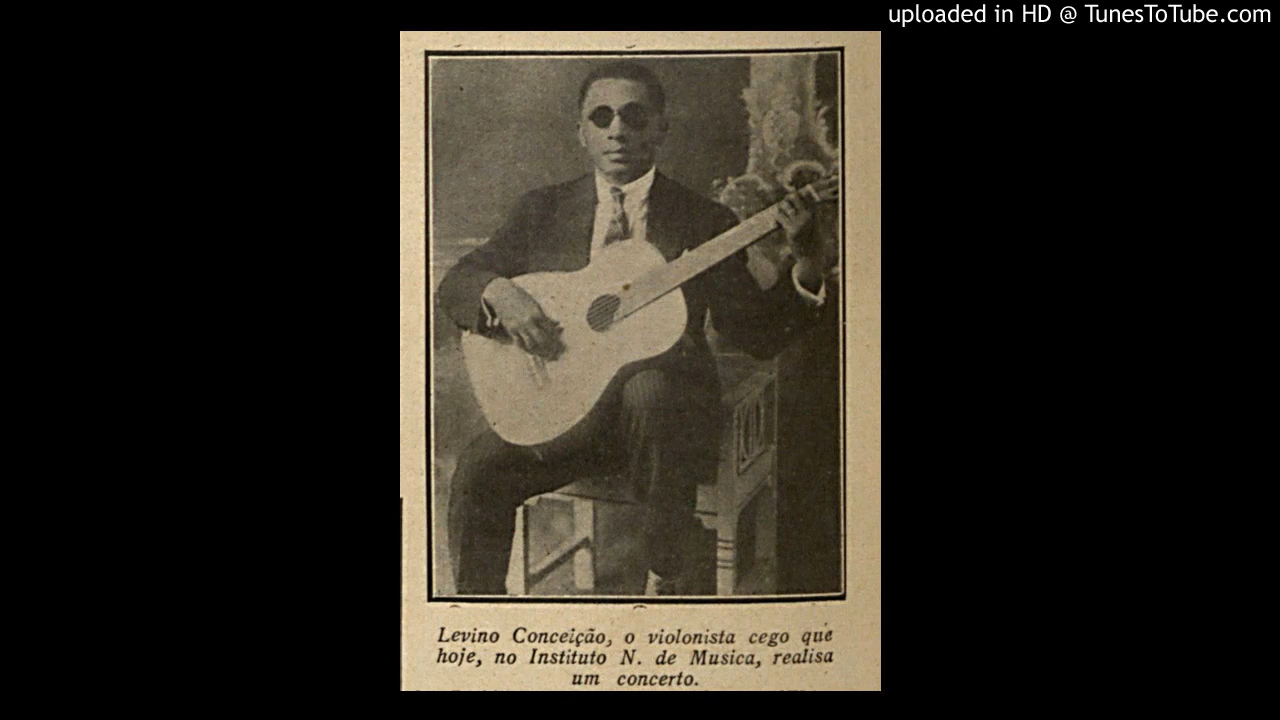 uploaded in HD @ TunesToTube.com
Levino Conceição, o violonista cego que
hoje, no Instituto N. de Musica, realisa
um concerto.